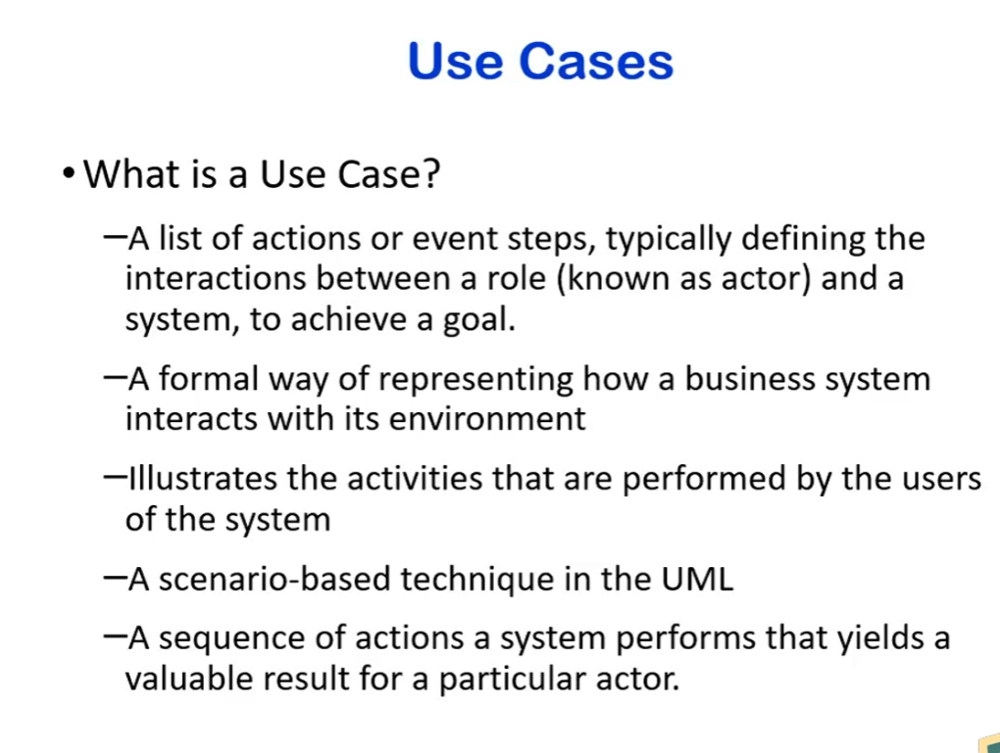 Use Cases
•What is a Use Case?
–A list of actions or event steps, typically defining the
interactions between a role (known as actor) and a
system, to achieve a goal.
–A formal way of representing how a business system
interacts with its environment
–Illustrates the activities that are performed by the users
of the system
–A scenario-based technique in the UML
–A sequence of actions a system performs that yields a
valuable result for a particular actor.